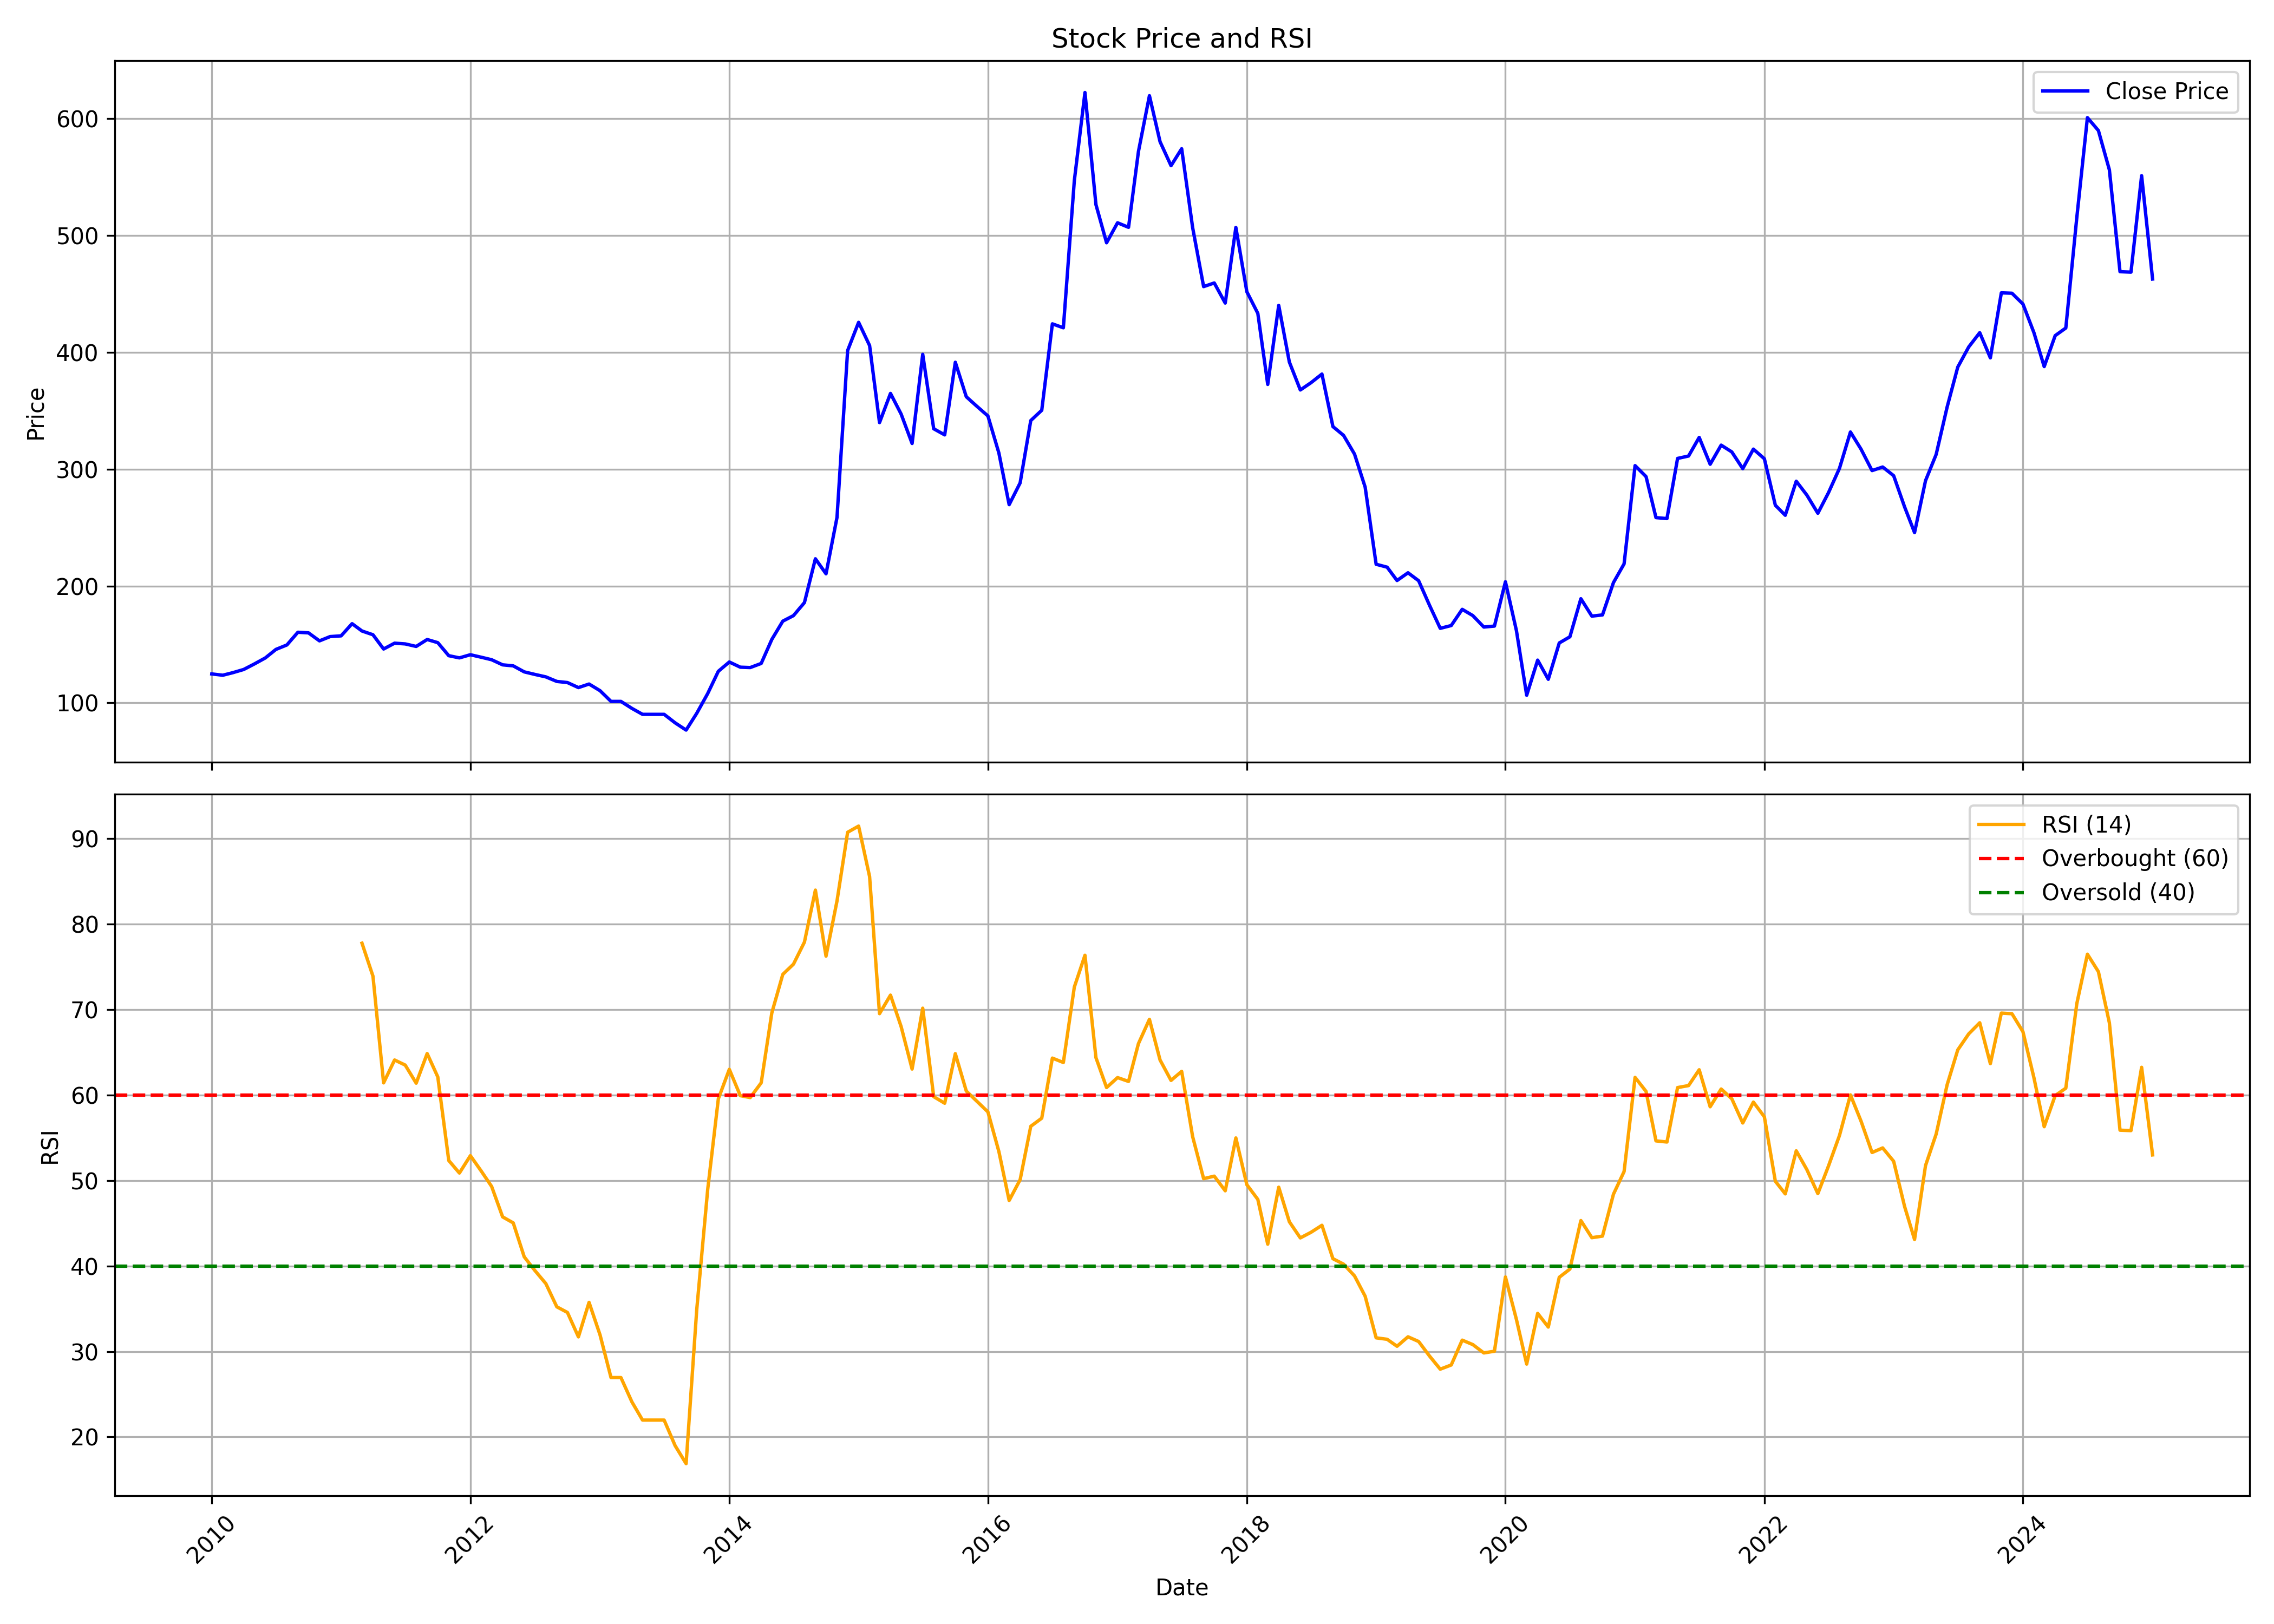 Stock Price and RSI
Close Price
600
500
400
300
200
100
Price
RSI (14)
Overbought (60)
Oversold (40)
90
80
70
60
50
40
30
20
RSI
2010
2012
2014
2016
2018
2020
2022
2024
Date